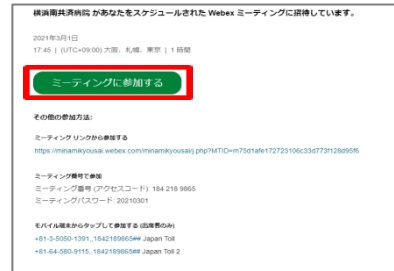 横浜南共済病院 があなたをスケジュールされた Webex ミーティングに招待しています。
2021年3月1日
17:45 | (UTC+09:00) 大阪、札幌、東京 | 1 時間
ミーティングに参加する
その他の参加方法:
ミーティング リンクから参加する
https://minamikyousai.webex.com/minamikyousai/j.php?MTID=m75d1afe172723106c33d773f128d95f6
ミーティング番号で参加
ミーティング番号 (アクセスコード): 184 218 9865
ミーティングパスワード: 20210301
モバイル端末からタップして参加する (出席者のみ)
+81-3-5050-1391,,1842189865## Japan Toll
+81-64-580-9115,,1842189865## Japan Toll 2